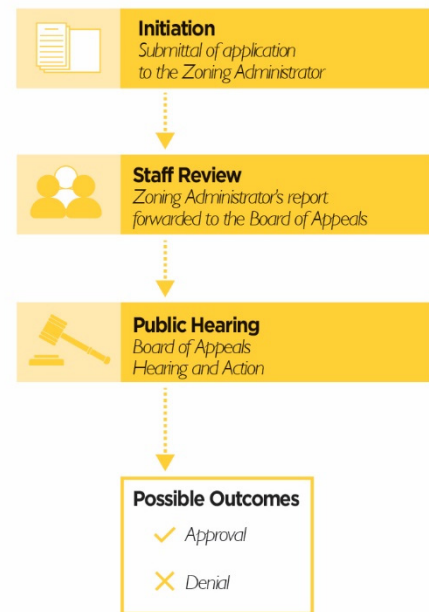 Initiation
Submittal of application
to the Zoning Administrator
Staff Review
Zoning Administrator's report
forwarded to the Board of Appeals
Public Hearing
Board of Appeals
Hearing and Action
Possible Outcomes
Approval
Denial